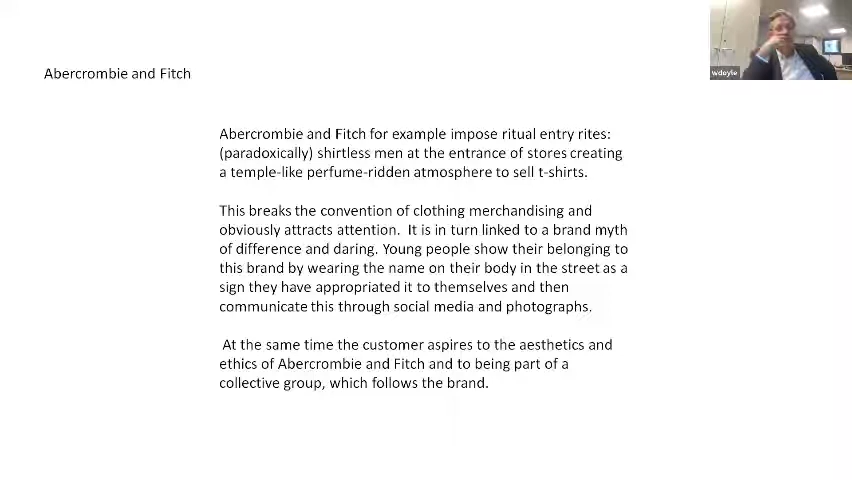 Abercrombie and Fitch
wdoyle
Abercrombie and Fitch for example impose ritual entry rites:
(paradoxically) shirtless men at the entrance of stores creating
a temple-like perfume-ridden atmosphere to sell t-shirts.
This breaks the convention of clothing merchandising and
obviously attracts attention.  It is in turn linked to a brand myth
of difference and daring. Young people show their belonging to
this brand by wearing the name on their body in the street as a
sign they have appropriated it to themselves and then
communicate this through social media and photographs.
At the same time the customer aspires to the aesthetics and
ethics of Abercrombie and Fitch and to being part of a
collective group, which follows the brand.